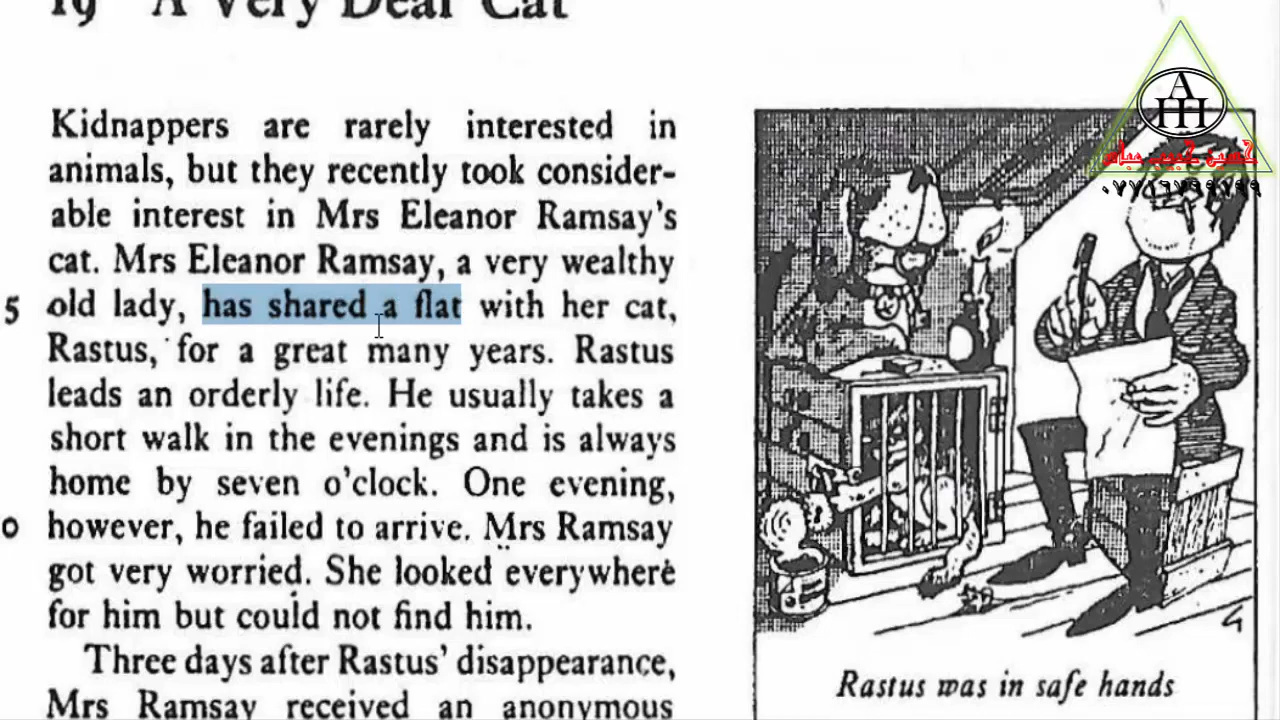 19 A Very Dear Cat
Kidnappers are rarely interested in
animals, but they recently took consider-
able interest in Mrs Eleanor Ramsay's
cat. Mrs Eleanor Ramsay, a very wealthy
5 old lady, has shared a flat with her cat,
Rastus, for a great many years. Rastus
leads an orderly life. He usually takes a
short walk in the evenings and is always
home by seven o'clock. One evening,
0 however, he failed to arrive. Mrs Ramsay
got very worried. She looked everywhere
for him but could not find him.
Three days after Rastus' disappearance,
Mrs Ramsay received an anonymous
A
HH
Rastus was in safe hands